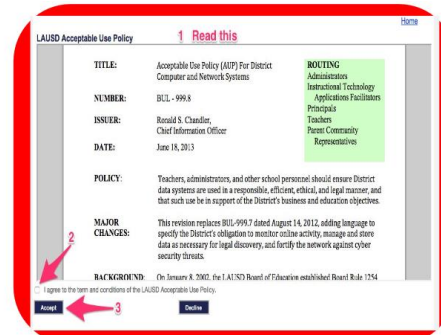 Home
LAUSD Acceptable Use Policy 1 Read this
TITLE: Acceptable Use Policy (AUP) For District
Computer and Network Systems
ROUTING
Administrators
Instructional Technology
Applications Facilitators
Principals
Teachers
Parent Community
Representatives
NUMBER: BUL - 999.8
ISSUER: Ronald S. Chandler,
Chief Information Officer
DATE: June 18, 2013
POLICY: Teachers, administrators, and other school personnel should ensure District
data systems are used in a responsible, efficient, ethical, and legal manner, and
that such use be in support of the District's business and education objectives.
MAJOR CHANGES: This revision replaces BUL-999.7 dated August 14, 2012, adding language to
specify the District's obligation to monitor online activity, manage and store
data as necessary for legal discovery, and fortify the network against cyber
security threats.
BACKGROUND: On January 8, 2002, the LAUSD Board of Education established Board Rule 1254
2
I agree to the term and conditions of the LAUSD Acceptable Use Policy.
Accept 3 Decline